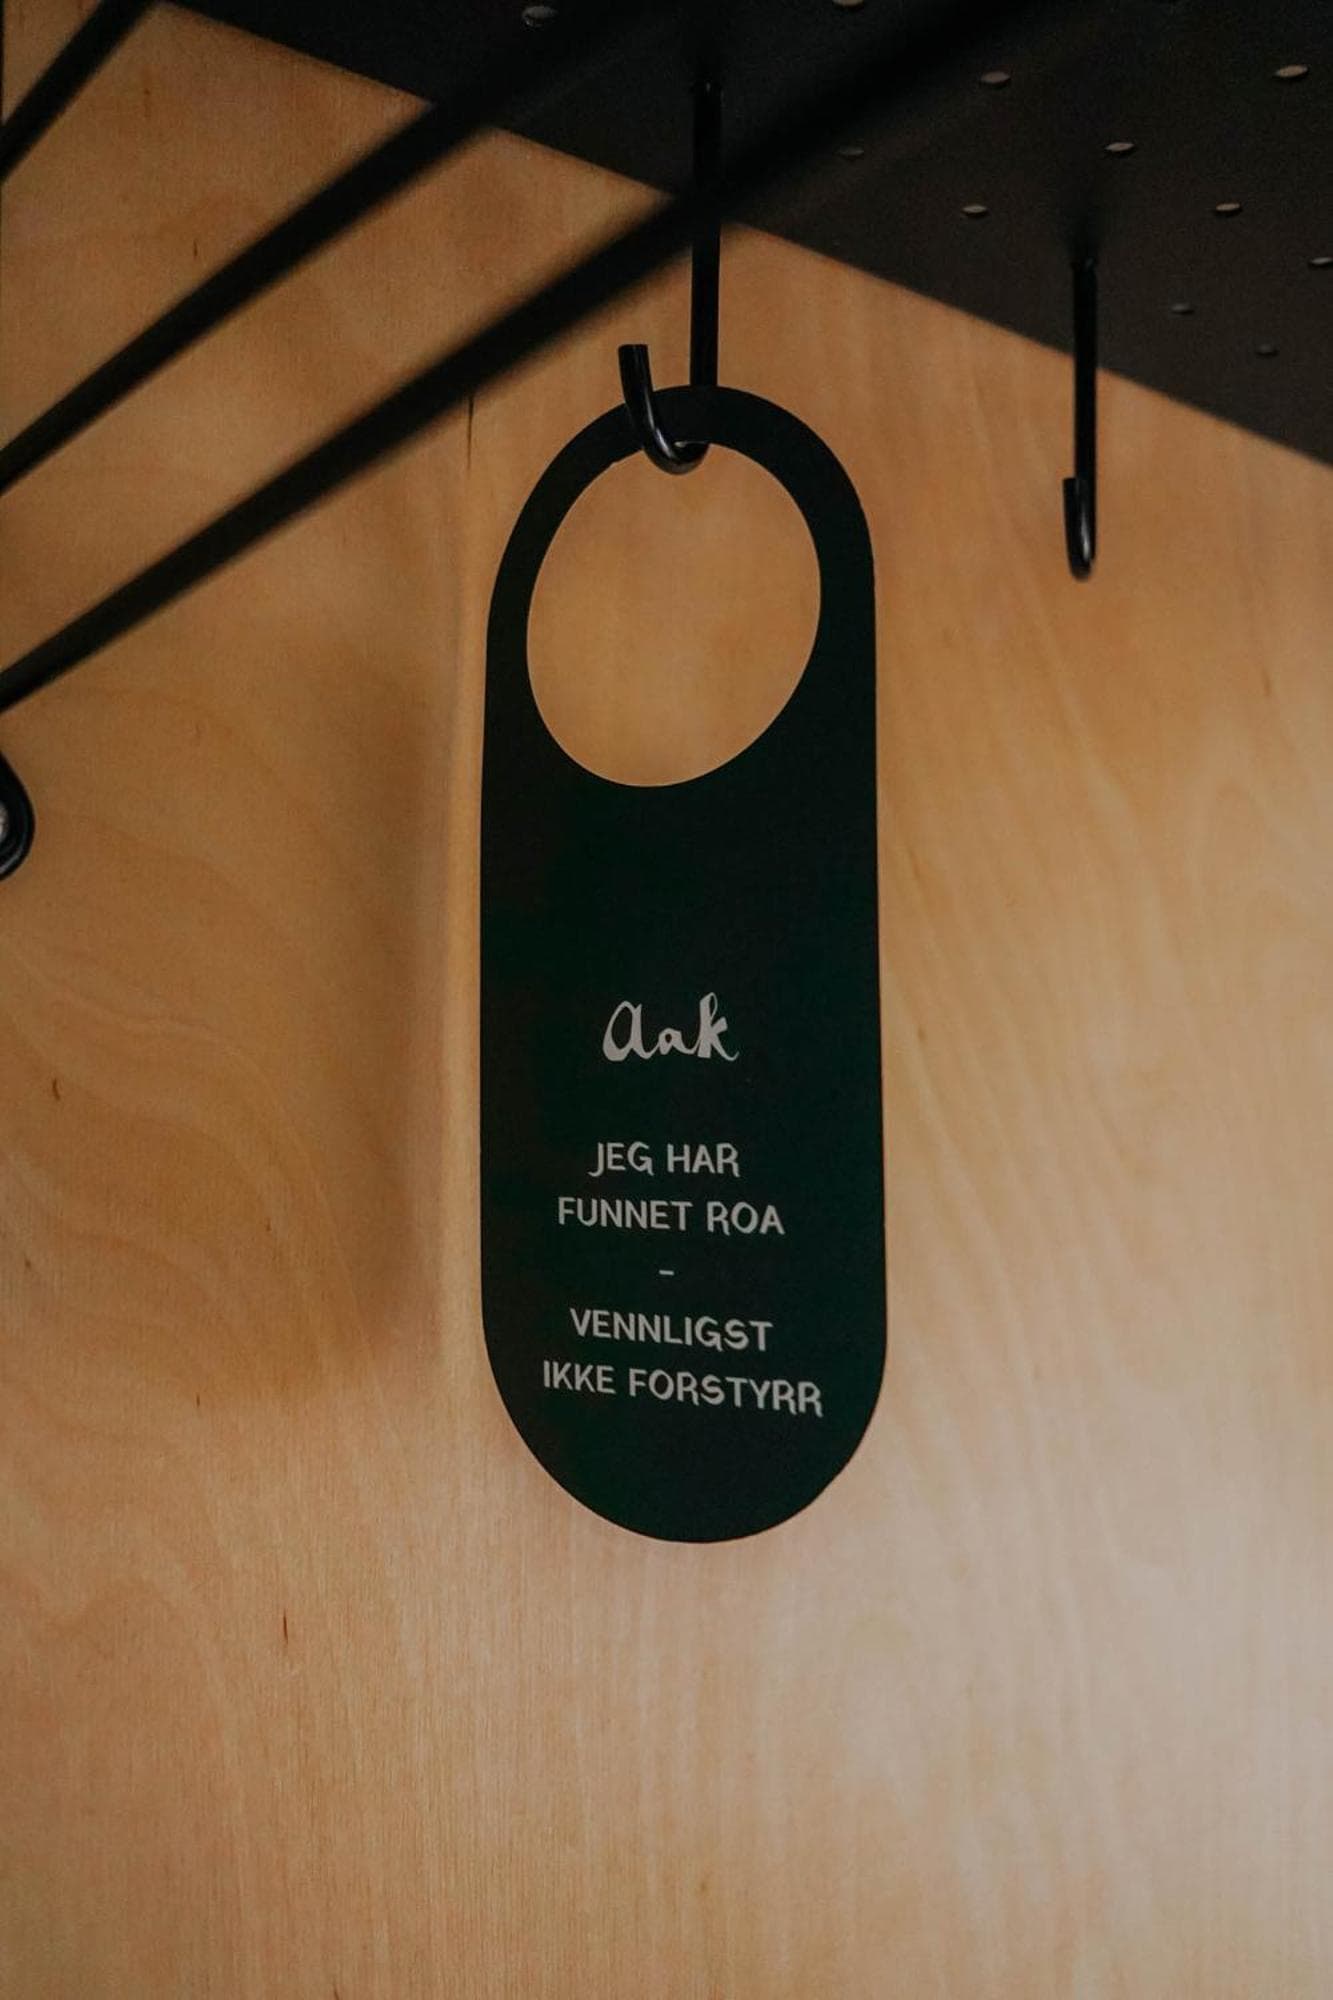 Aak
JEG HAR
FUNNET ROA
-
VENNLIGST
IKKE FORSTYRR